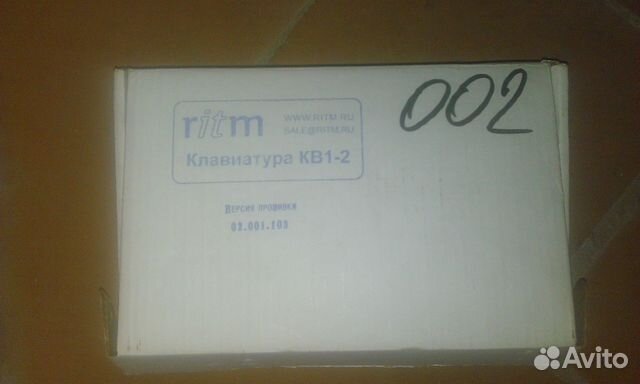 ritm
WWW.RITM.RU
SALE@RITM.RU
Клавиатура КВ1-2
002
ВЕРСИЯ ПРОШИВКИ
02.001.103
Avito